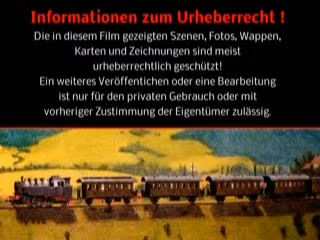 Informationen zum Urheberrecht !
Die in diesem Film gezeigten Szenen, Fotos, Wappen,
Karten und Zeichnungen sind meist
urheberrechtlich geschützt!
Ein weiteres Veröffentichen oder eine Bearbeitung
ist nur für den privaten Gebrauch oder mit
vorheriger Zustimmung der Eigentümer zulässig.